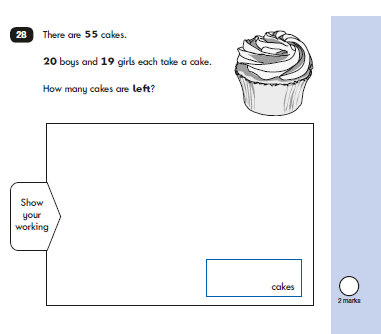 28 There are 55 cakes.
20 boys and 19 girls each take a cake.
How many cakes are left?
Show
your
working
cakes
2 marks